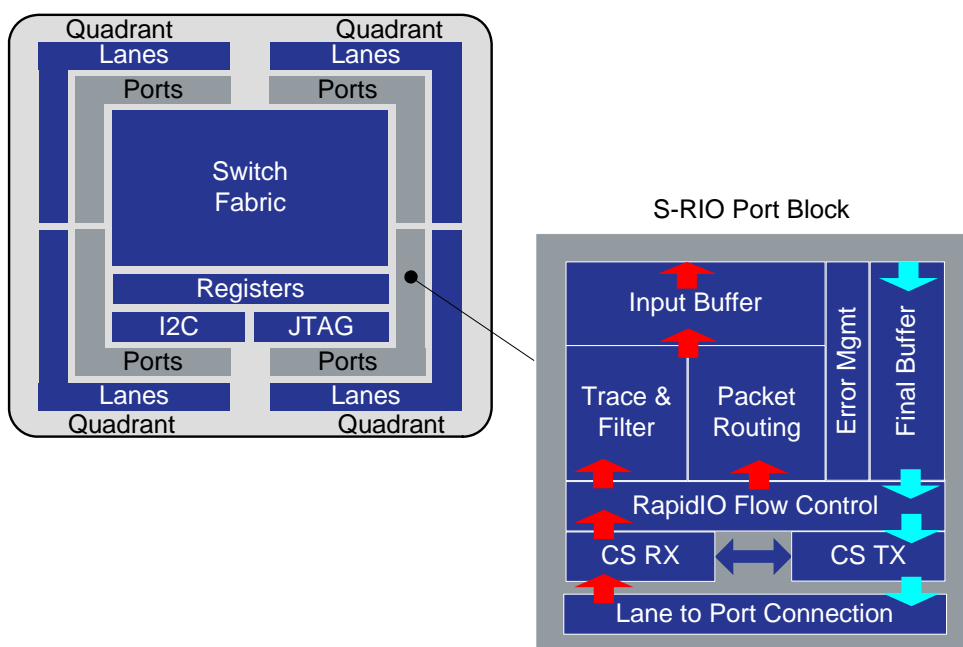 Quadrant
Quadrant
Lanes
Lanes
Ports
Ports
Switch
Fabric
Registers
I2C
JTAG
Ports
Ports
Lanes
Lanes
Quadrant
Quadrant
S-RIO Port Block
Input Buffer
Error Mgmt
Final Buffer
Trace &
Filter
Packet
Routing
RapidIO Flow Control
CS RX
CS TX
Lane to Port Connection